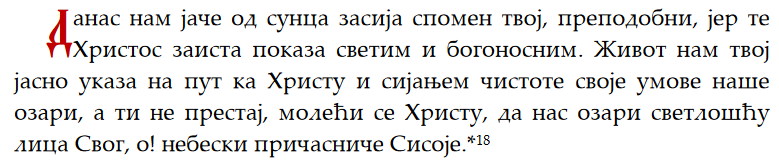 Данас нам јаче од сунца засија спомен твој, преподобни, јер те
Христос заиста показа светим и богоносним. Живот нам твој
јасно указа на пут ка Христу и сијањем чистоте своје умове наше
озари, а ти не престај, молећи се Христу, да нас озари светлошћу
лица Свог, о! небески причасниче Сисоје.*18